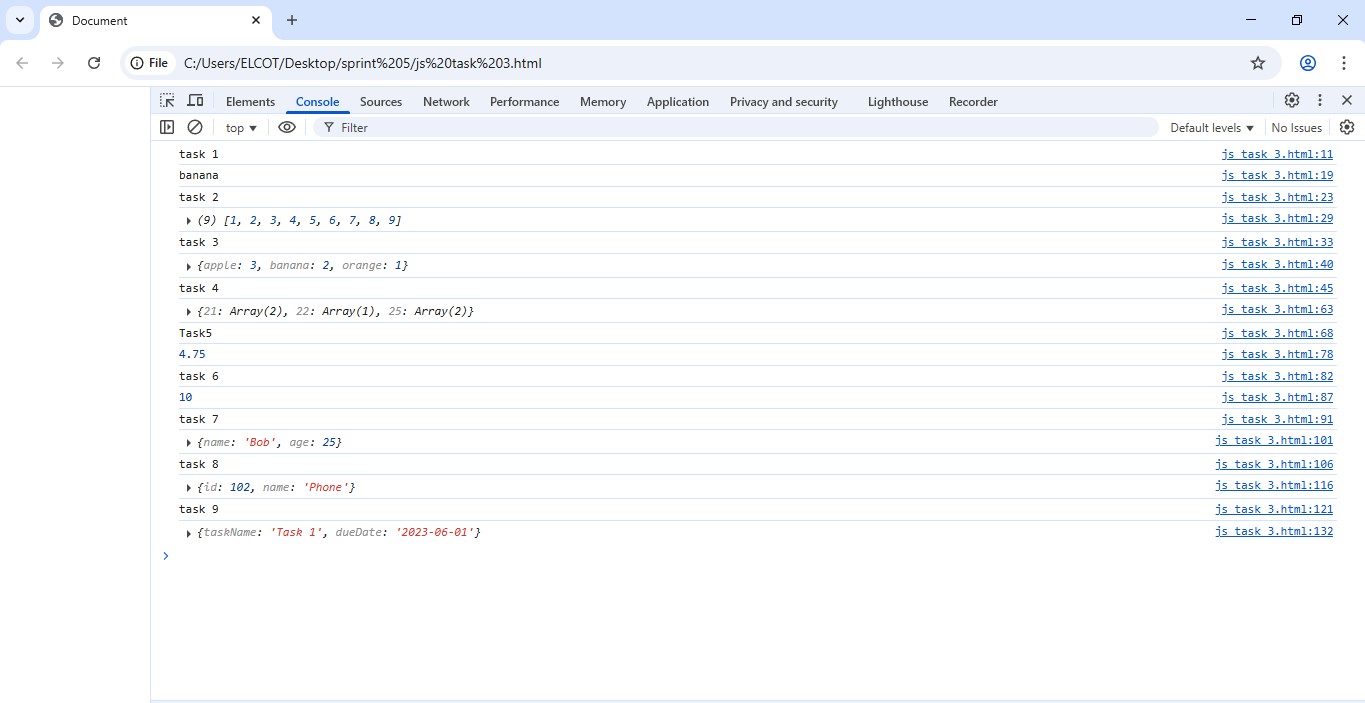 Document
File C:/Users/ELCOT/Desktop/sprint%205/js%20task%203.html
Elements Console Sources Network Performance Memory Application Privacy and security Lighthouse Recorder
top Filter Default levels No Issues
task 1 js task 3.html:11
banana js task 3.html:19
task 2 js task 3.html:23
(9) [1, 2, 3, 4, 5, 6, 7, 8, 9] js task 3.html:29
task 3 js task 3.html:33
{apple: 3, banana: 2, orange: 1} js task 3.html:40
task 4 js task 3.html:45
{21: Array(2), 22: Array(1), 25: Array(2)} js task 3.html:63
Task5 js task 3.html:68
4.75 js task 3.html:78
task 6 js task 3.html:82
10 js task 3.html:87
task 7 js task 3.html:91
{name: 'Bob', age: 25} js task 3.html:101
task 8 js task 3.html:106
{id: 102, name: 'Phone'} js task 3.html:116
task 9 js task 3.html:121
{taskName: 'Task 1', dueDate: '2023-06-01'} js task 3.html:132